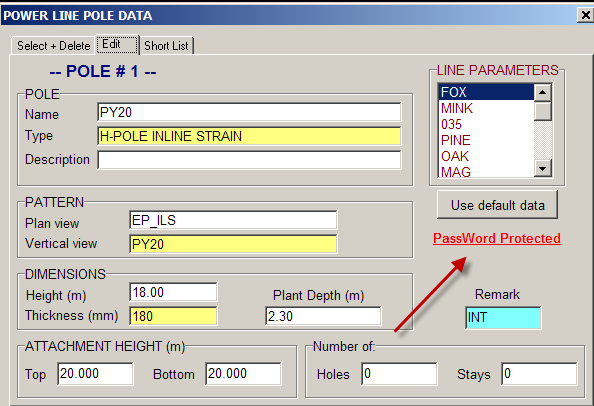 POWER LINE POLE DATA
Select + Delete Edit Short List
-- POLE # 1 --
POLE
Name PY20
Type H-POLE INLINE STRAIN
Description
LINE PARAMETERS
FOX
MINK
035
PINE
OAK
MAG
Use default data
PassWord Protected
PATTERN
Plan view EP_ILS
Vertical view PY20
DIMENSIONS
Height (m) 18.00
Thickness (mm) 180
Plant Depth (m)
2.30
Remark
INT
ATTACHMENT HEIGHT (m)
Top 20.000 Bottom 20.000
Number of:
Holes 0 Stays 0